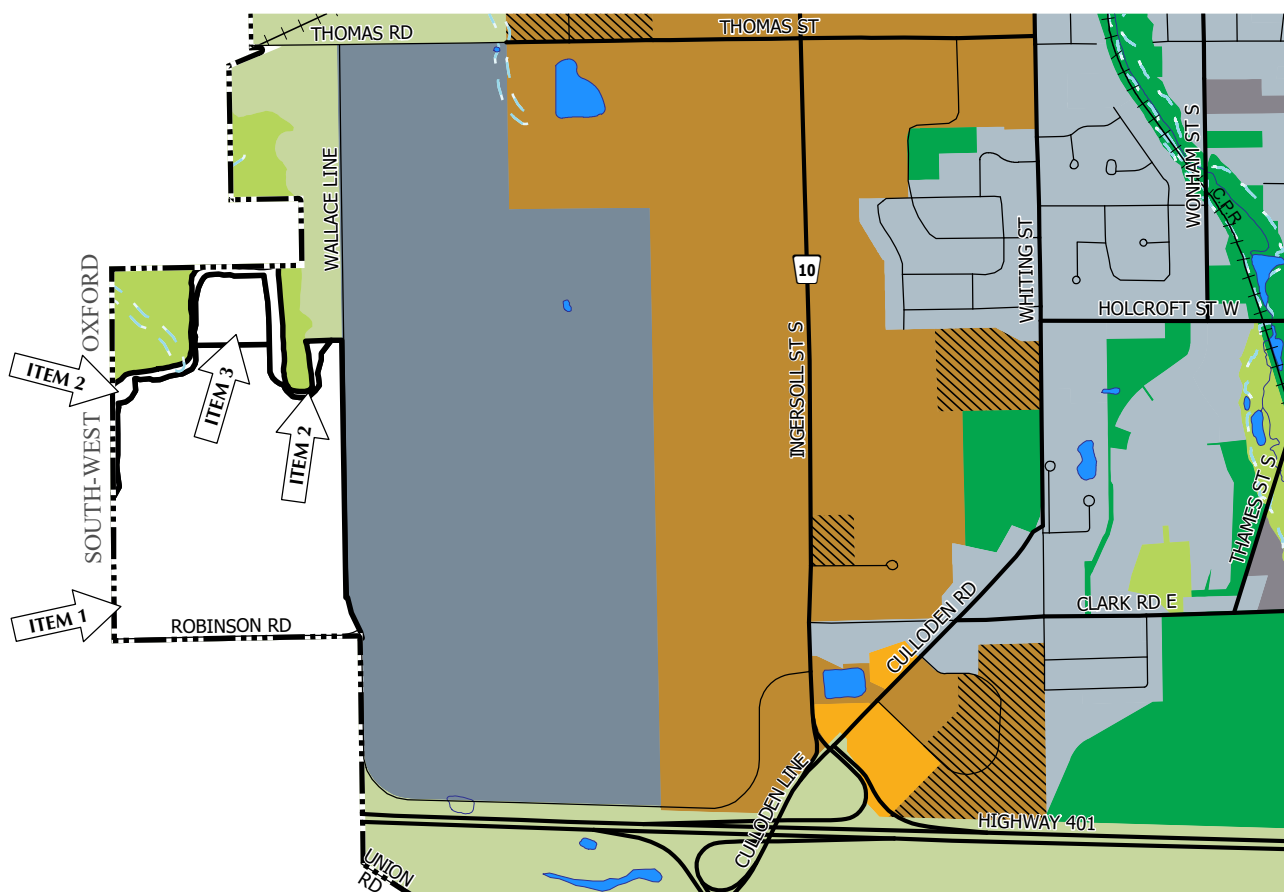 THOMAS RD
THOMAS ST
WALLACE LINE
WONHAM ST S
C.P.R
WHITING ST
10
HOLCROFT ST W
INGERSOLL ST S
SOUTH-WEST OXFORD
ITEM 2
ITEM 3
ITEM 2
THAMES ST S
ITEM 1
ROBINSON RD
CLARK RD E
CULLODEN RD
CULLODEN LINE
HIGHWAY 401
UNION
RD